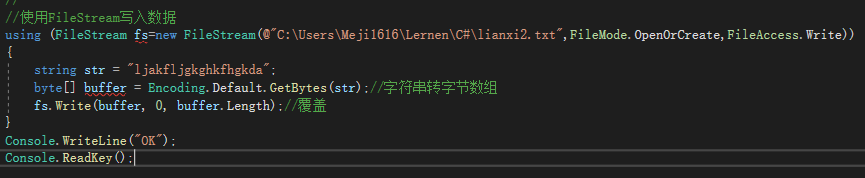 //
//使用FileStream写入数据
using (FileStream fs=new FileStream(@"C:\Users\Meji1616\Lernen\C#\lianxi2.txt",FileMode.OpenOrCreate,FileAccess.Write))
{
string str = "ljakfljgkghkfhgkda";
byte[] buffer = Encoding.Default.GetBytes(str);//字符串转字节数组
fs.Write(buffer, 0, buffer.Length);//覆盖
}
Console.WriteLine("OK");
Console.ReadKey();